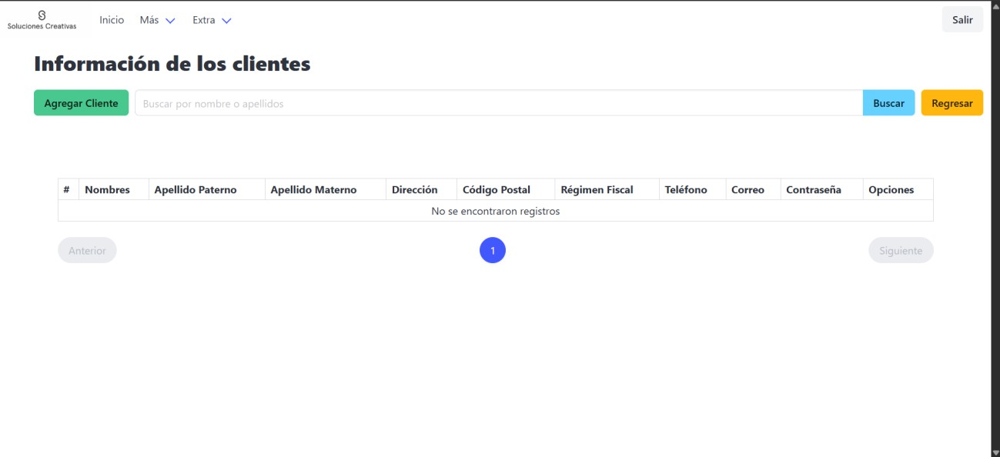 Soluciones Creativas
Inicio Más Extra Salir
Información de los clientes
Agregar Cliente Buscar por nombre o apellidos Buscar Regresar
# Nombres Apellido Paterno Apellido Materno Dirección Código Postal Régimen Fiscal Teléfono Correo Contraseña Opciones
No se encontraron registros
Anterior 1 Siguiente